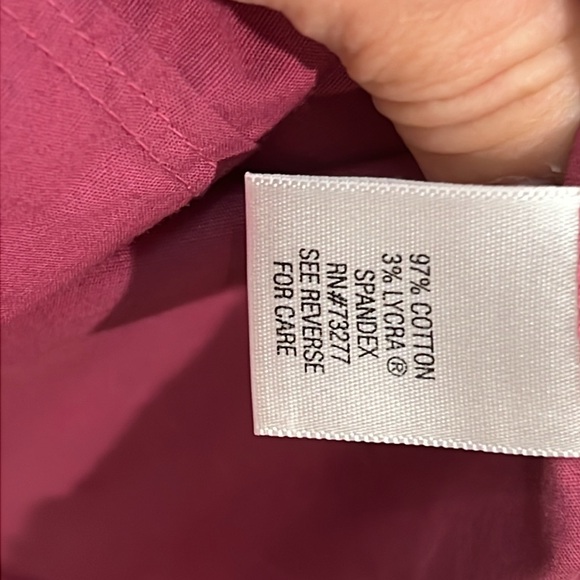 97% COTTON
3% LYCRA ®
SPANDEX
RN#73277
SEE REVERSE
FOR CARE